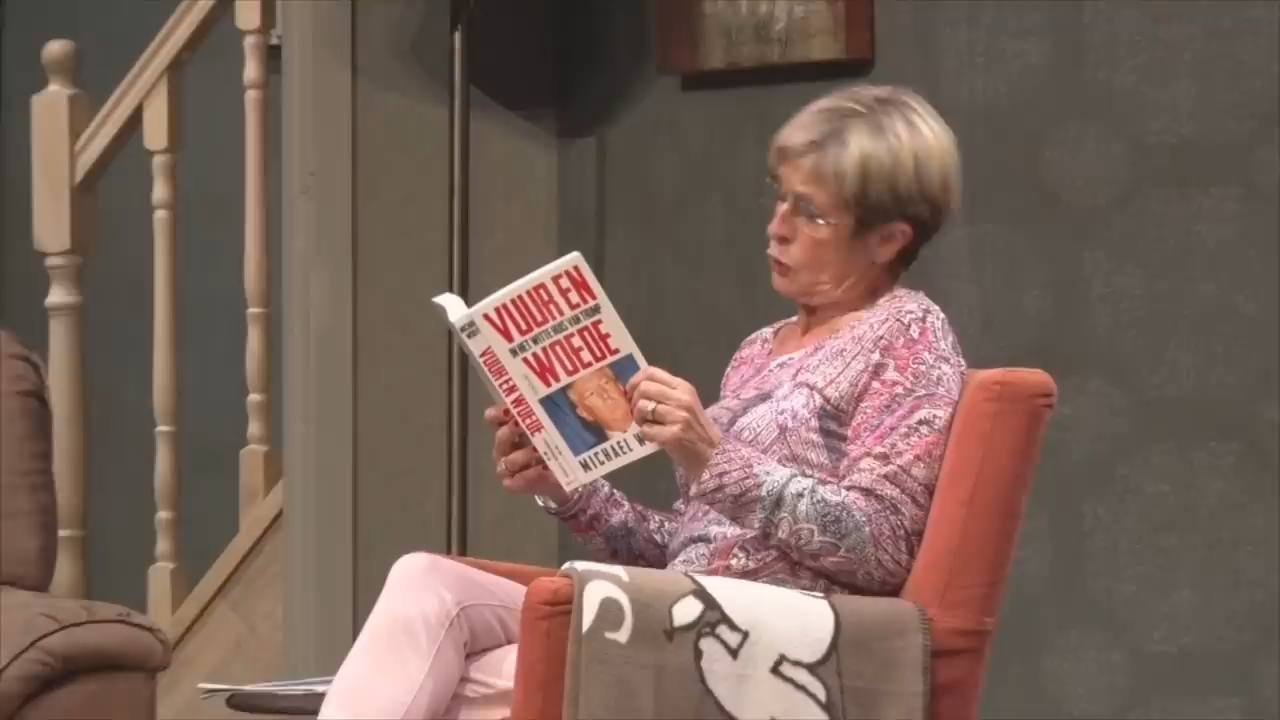 VUUR EN
IN HET WITTE HUIS VAN TRUMP
WOEDE
MICHAEL W
VUUR EN WOEDE